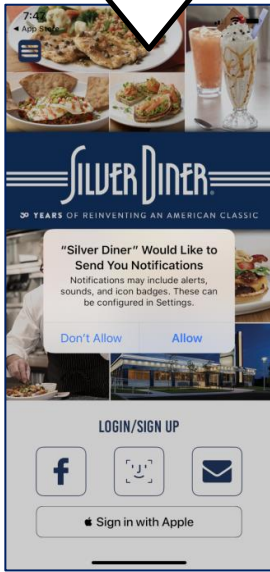 App Store
SILVER DINER
30 YEARS OF REINVENTING AN AMERICAN CLASSIC
"Silver Diner" Would Like to
Send You Notifications
Notifications may include alerts,
sounds, and icon badges. These can
be configured in Settings.
Don't Allow
Allow
LOGIN/SIGN UP
f
Sign in with Apple